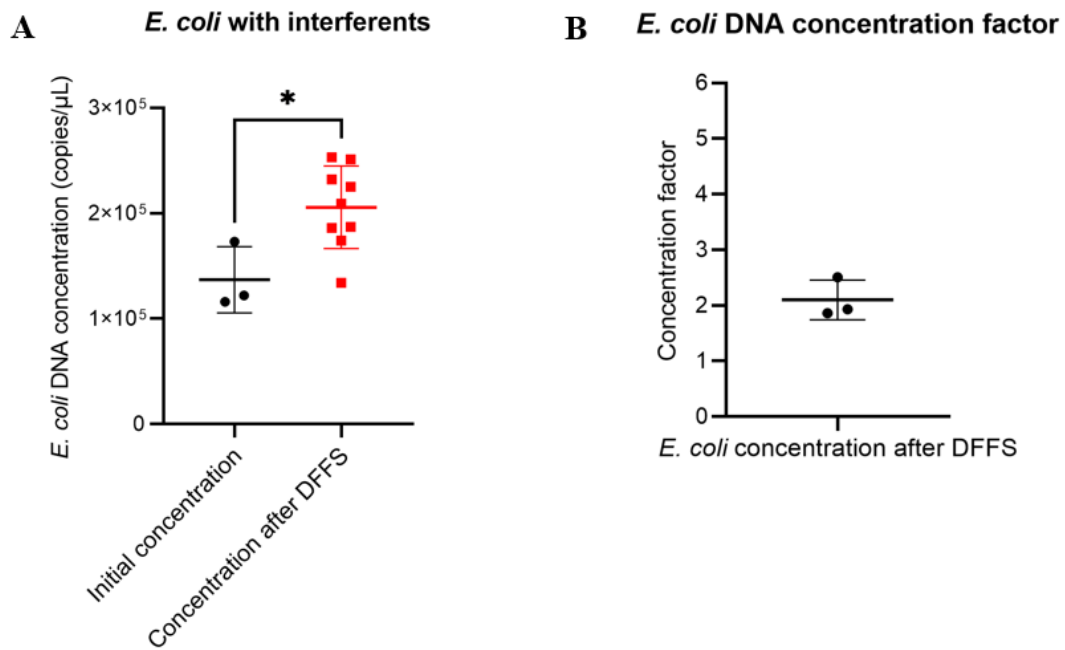 A
E. coli with interferents
E. coli DNA concentration (copies/μL)
3×10⁵
2×10⁵
1×10⁵
0
*
Initial concentration
Concentration after DFFS
B
E. coli DNA concentration factor
Concentration factor
6
5
4
3
2
1
0
E. coli concentration after DFFS